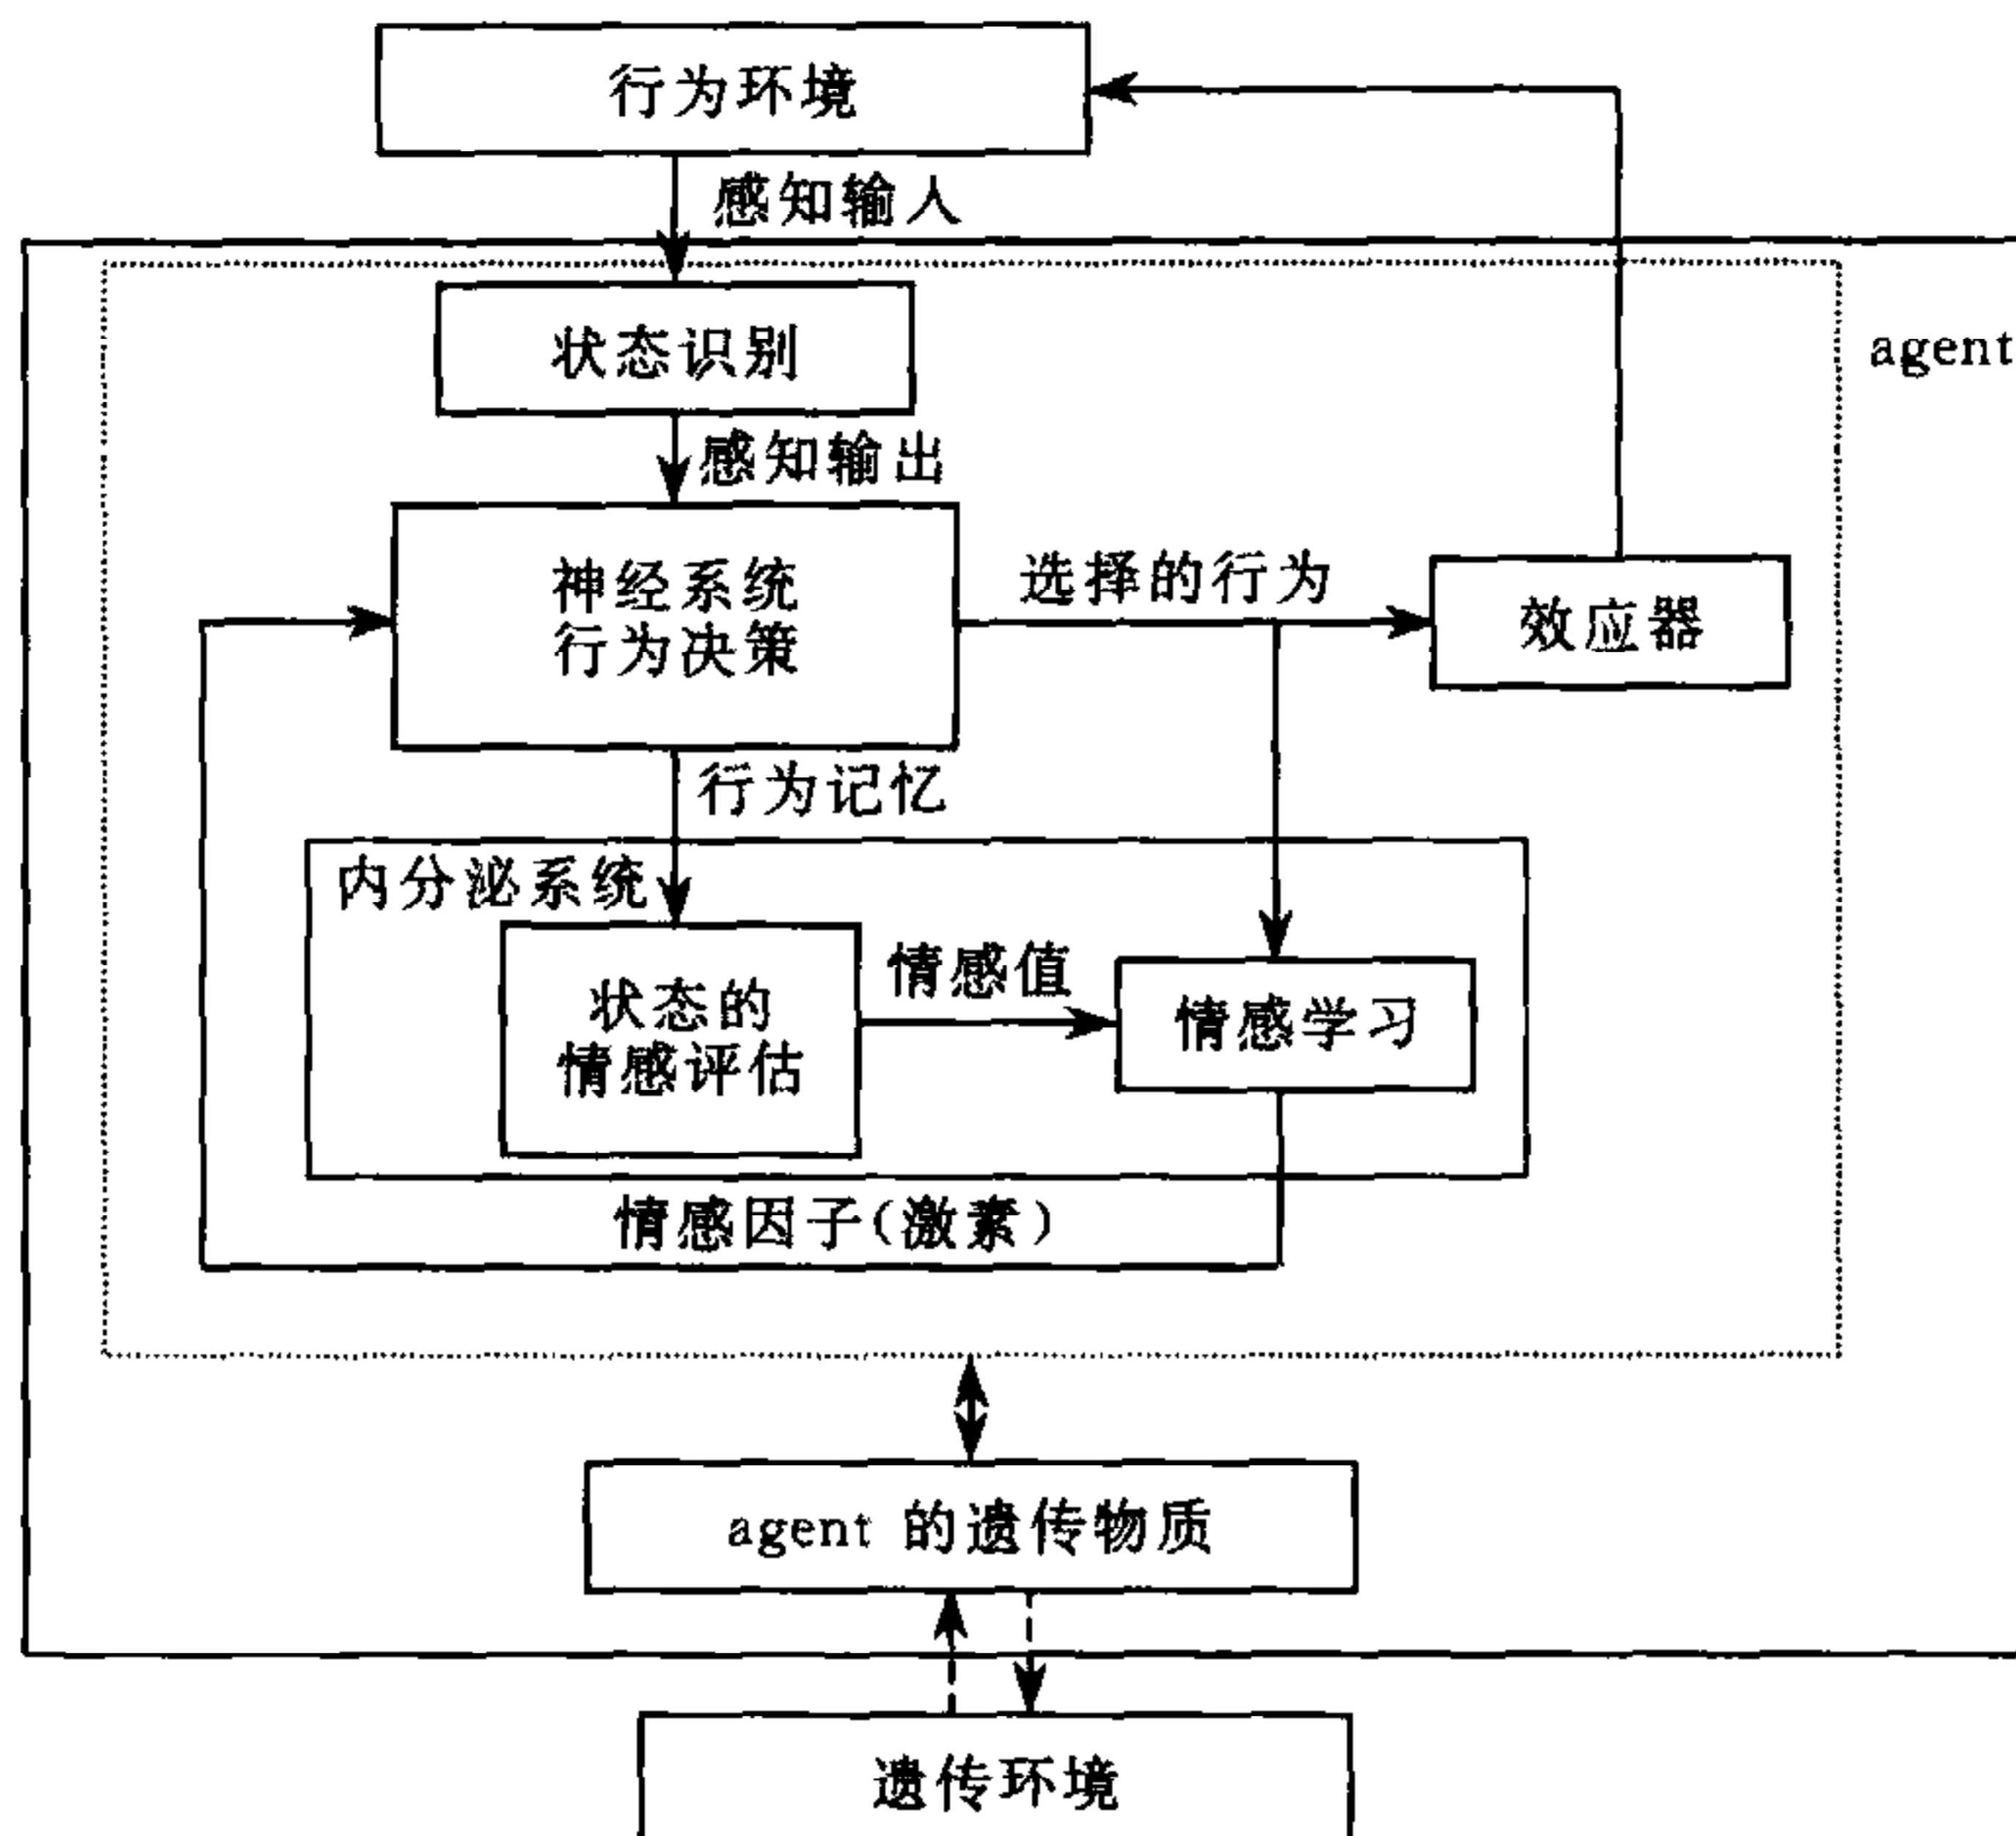 行为环境
感知输入
状态识别
agent
感知输出
神经系统
行为决策
选择的行为
效应器
行为记忆
内分泌系统
状态的
情感评估
情感值
情感学习
情感因子(激素)
agent 的遗传物质
遗传环境